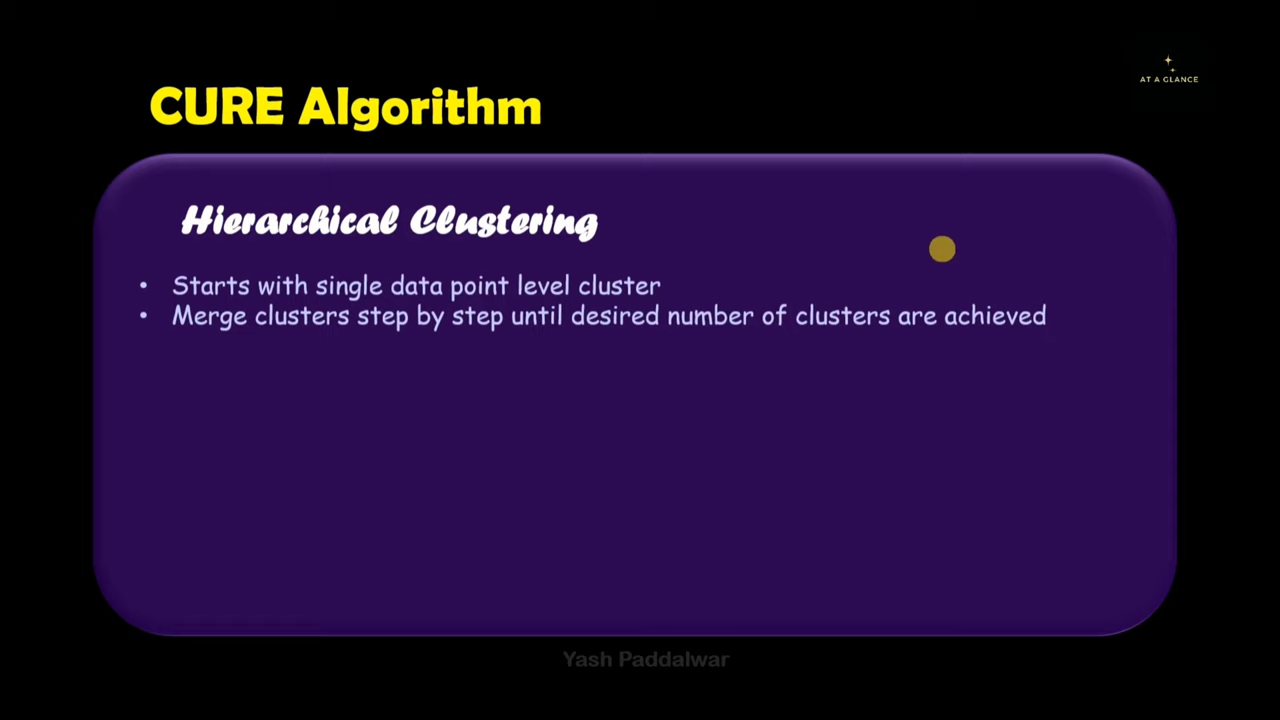 AT A GLANCE
CURE Algorithm
Hierarchical Clustering
• Starts with single data point level cluster
• Merge clusters step by step until desired number of clusters are achieved
Yash Paddalwar